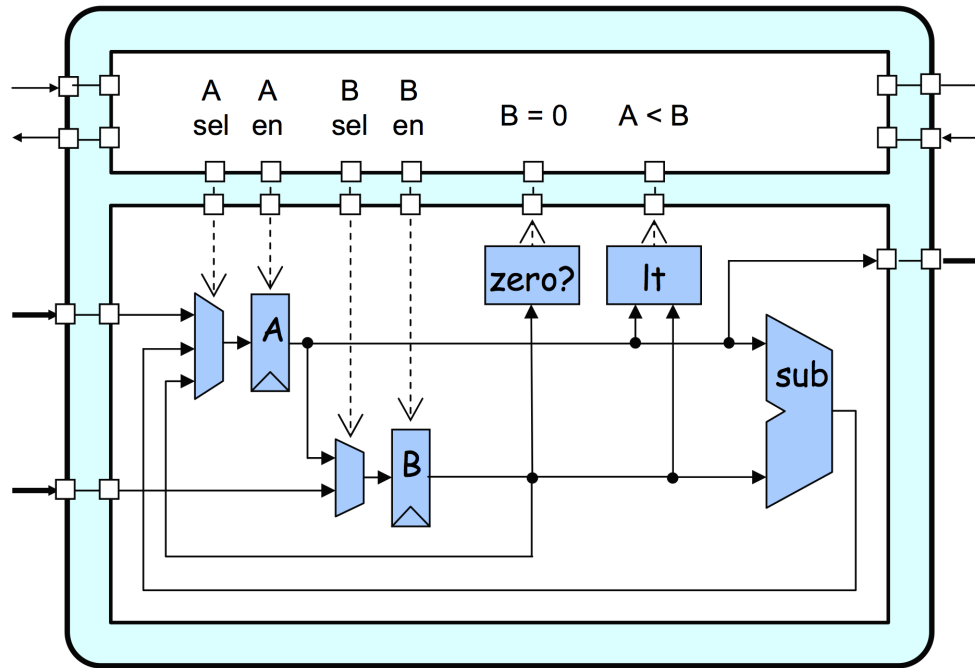 A A B B
sel en sel en
B = 0 A < B
zero? lt
A
sub
B